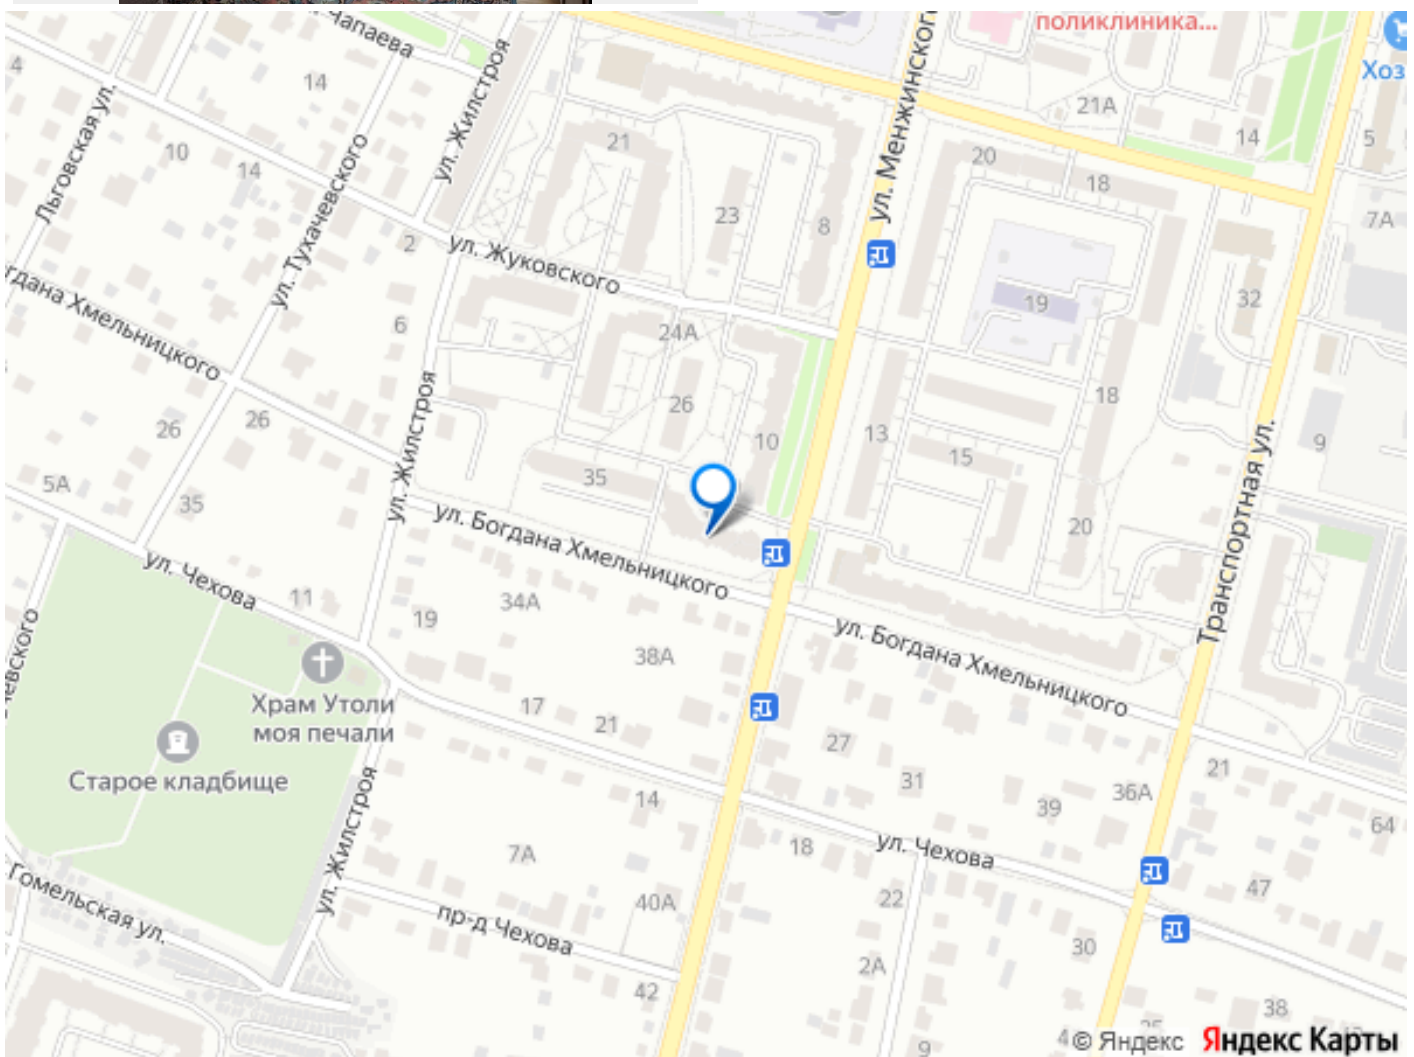 Чапаева
поликлиника...
Хоз
4
14
ул. Жилстроя
ул. Менжинского
21А
14
5
Льговская ул.
10
14
21
20
18
ул. Тухачевского
23
8
7А
2
ул. Жуковского
19
32
6
24А
гдана Хмельницкого
26
18
26
26
ул. Жилстроя
10
13
15
9
5А
35
35
20
Транспортная ул.
ул. Богдана Хмельницкого
ул. Чехова
11
34А
19
ул. Богдана Хмельницкого
чевского
38А
Храм Утоли
моя печали
17
21
27
Старое кладбище
31
36А
21
14
39
64
ул. Жилстроя
7А
18
ул. Чехова
Гомельская ул.
40А
22
47
пр-д Чехова
30
2А
42
38
4
9
© Яндекс
Яндекс Карты